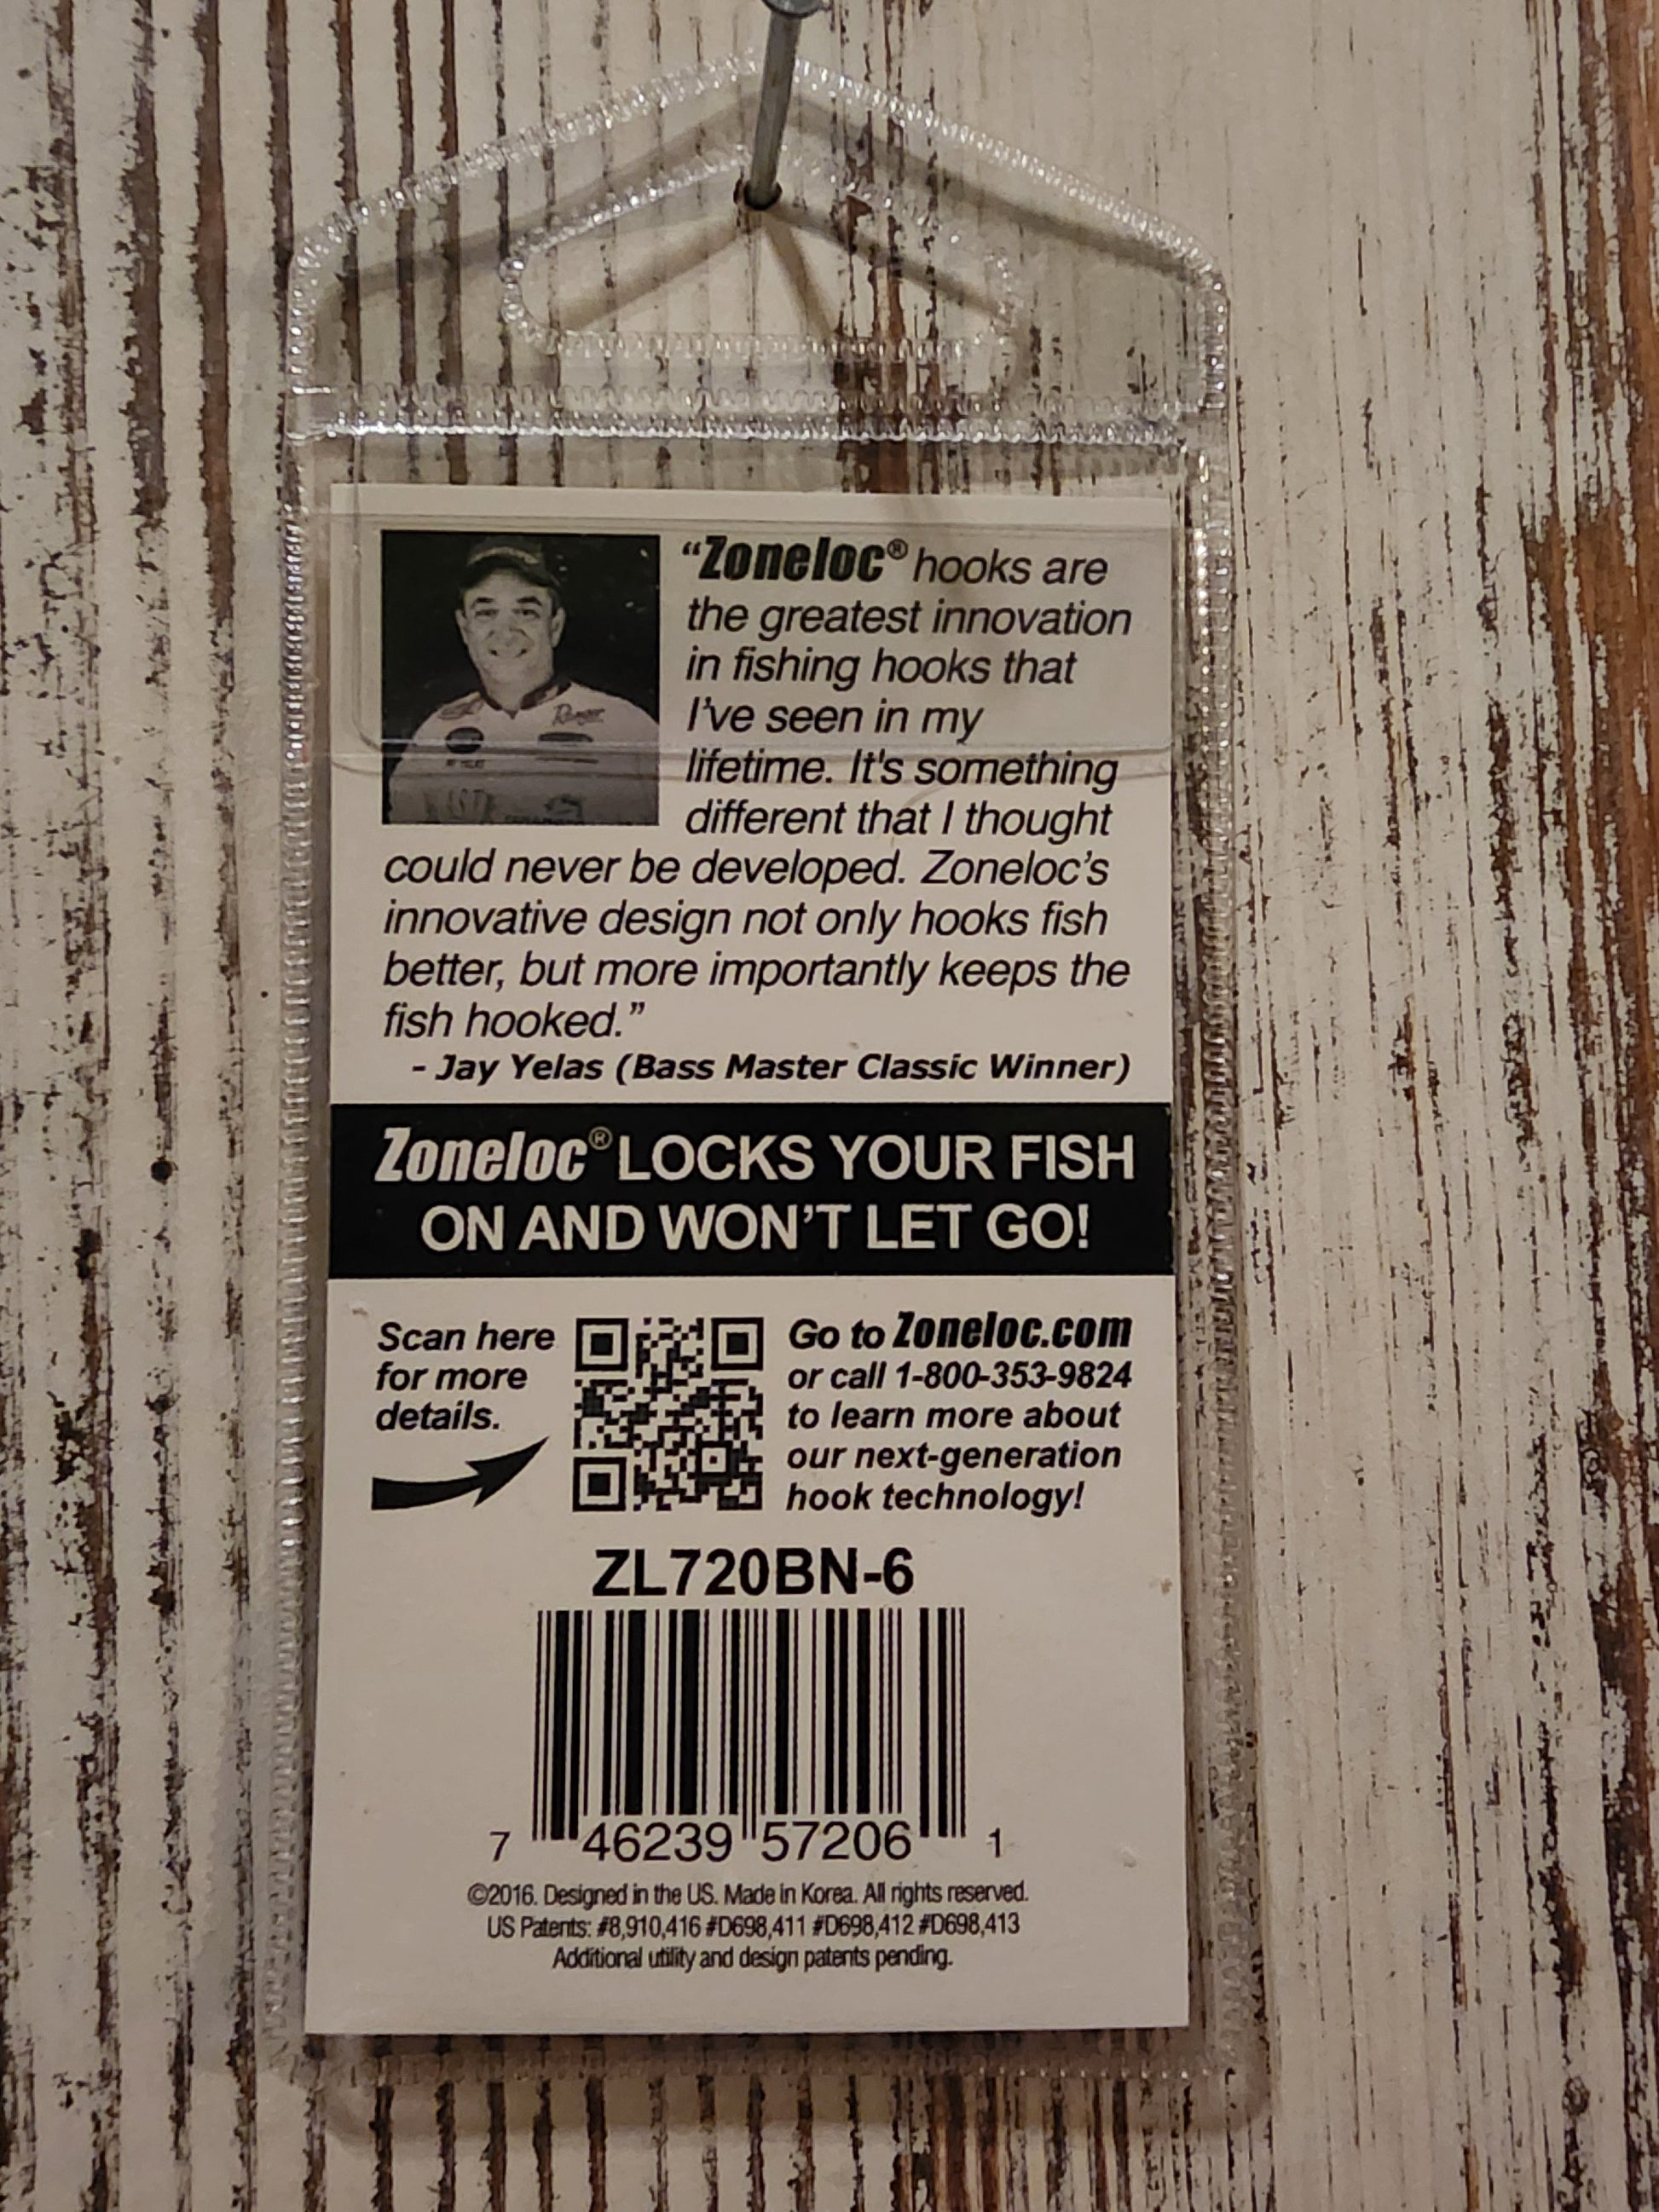 “Zoneloc® hooks are
the greatest innovation
in fishing hooks that
I’ve seen in my
lifetime. It's something
different that I thought
could never be developed. Zoneloc’s
innovative design not only hooks fish
better, but more importantly keeps the
fish hooked.”
- Jay Yelas (Bass Master Classic Winner)
Ranger
Zoneloc® LOCKS YOUR FISH
ON AND WON’T LET GO!
Scan here
for more
details.
Go to Zoneloc.com
or call 1-800-353-9824
to learn more about
our next-generation
hook technology!
ZL720BN-6
7 46239 57206 1
©2016. Designed in the US. Made in Korea. All rights reserved.
US Patents: #8,910,416 #D698,411 #D698,412 #D698,413
Additional utility and design patents pending.